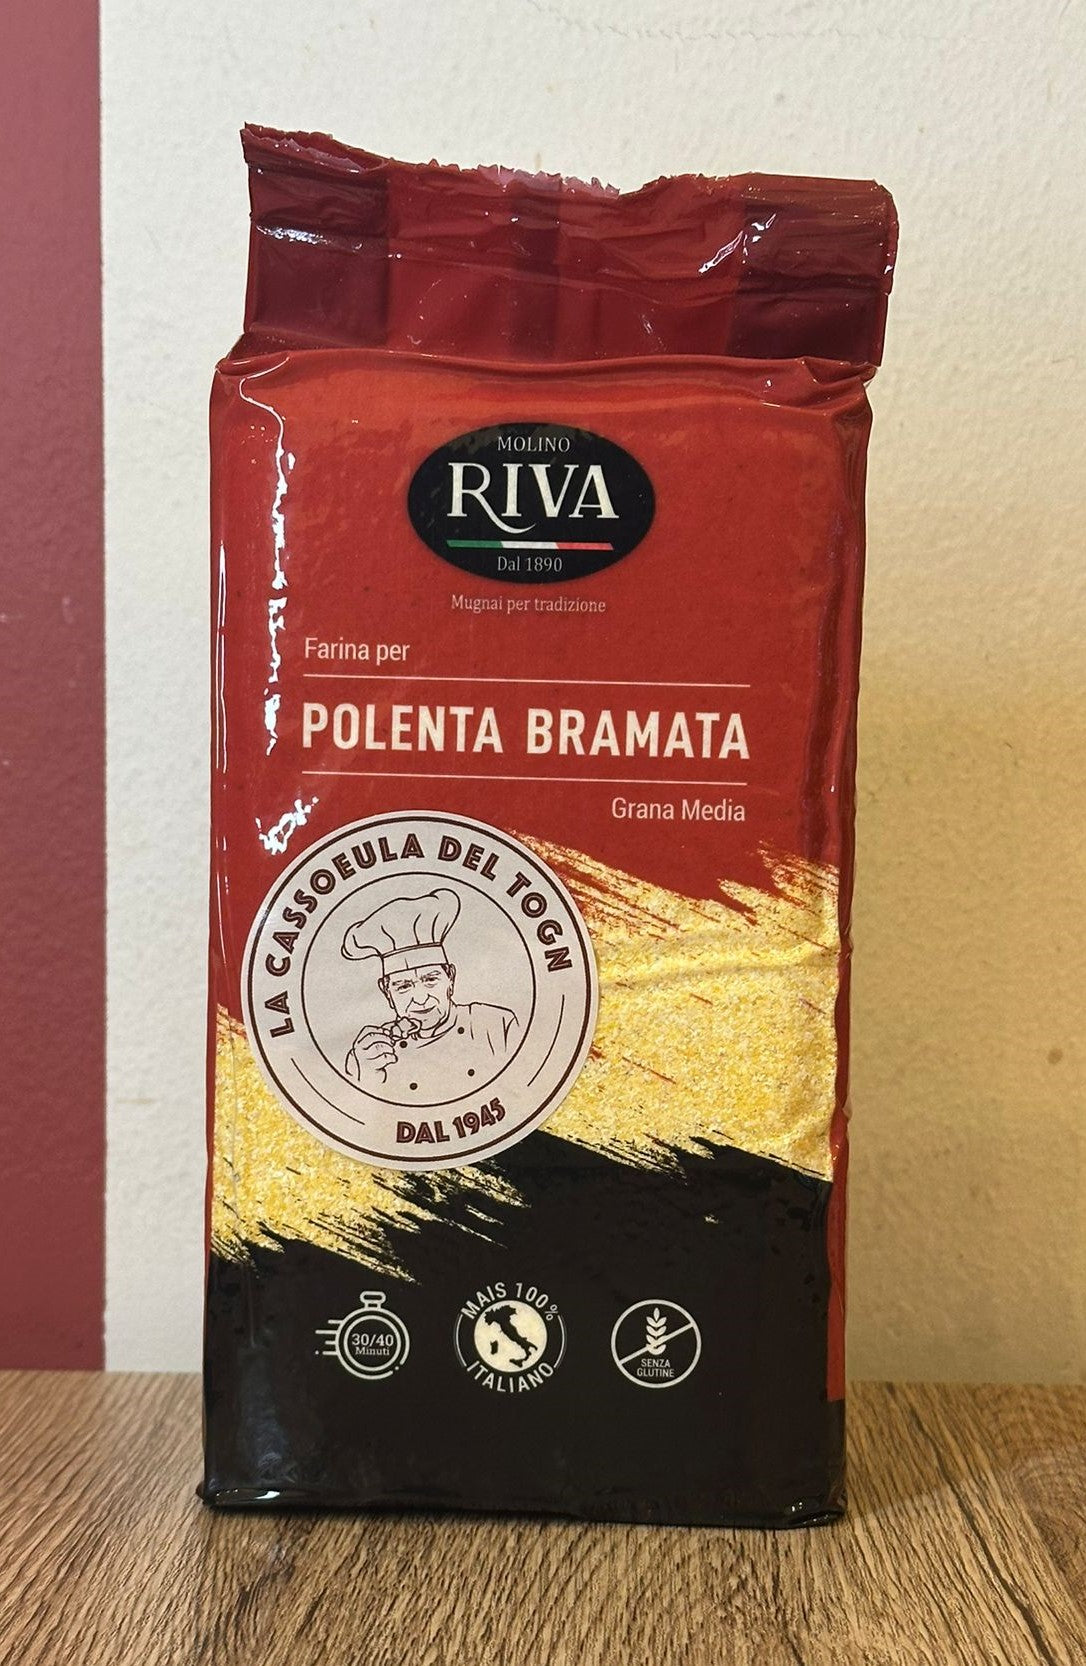 MOLINO
RIVA
Dal 1890
Mugnai per tradizione
Farina per
POLENTA BRAMATA
Grana Media
LA CASSOEULA DEL TOGN
DAL 1945
30/40
Minuti
MAIS 100%
ITALIANO
SENZA
GLUTINE